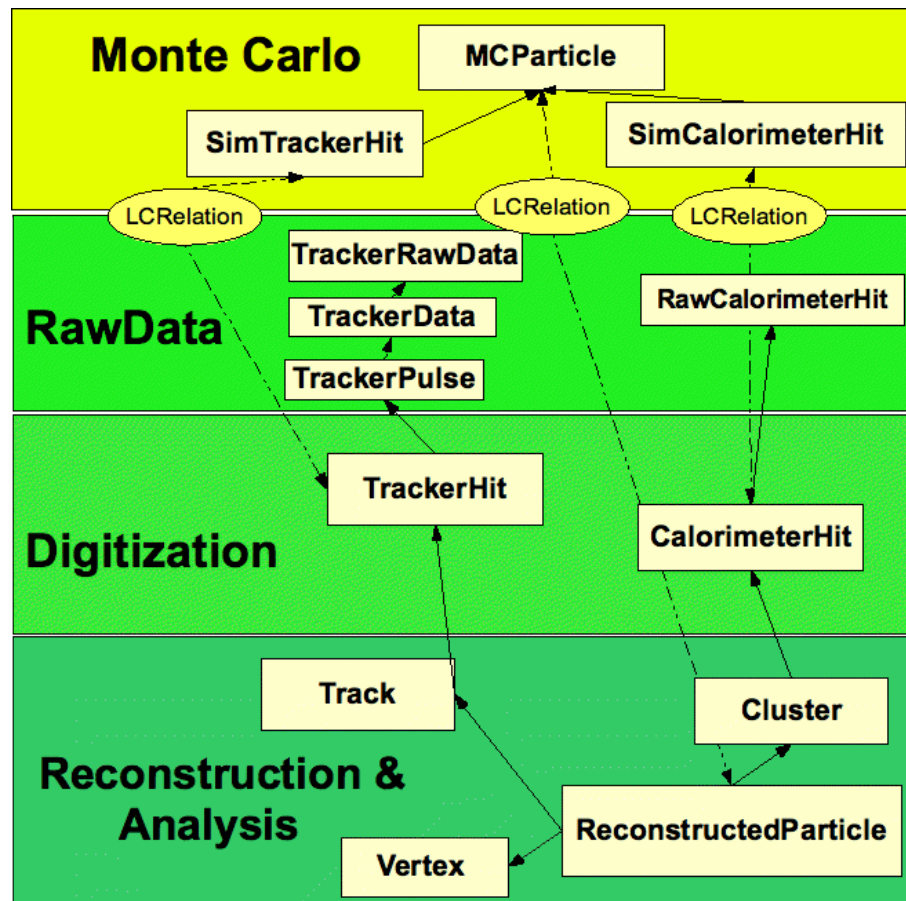 Monte Carlo
MCParticle
SimTrackerHit
SimCalorimeterHit
LCRelation
LCRelation
LCRelation
RawData
TrackerRawData
TrackerData
TrackerPulse
RawCalorimeterHit
Digitization
TrackerHit
CalorimeterHit
Reconstruction &
Analysis
Track
Cluster
ReconstructedParticle
Vertex